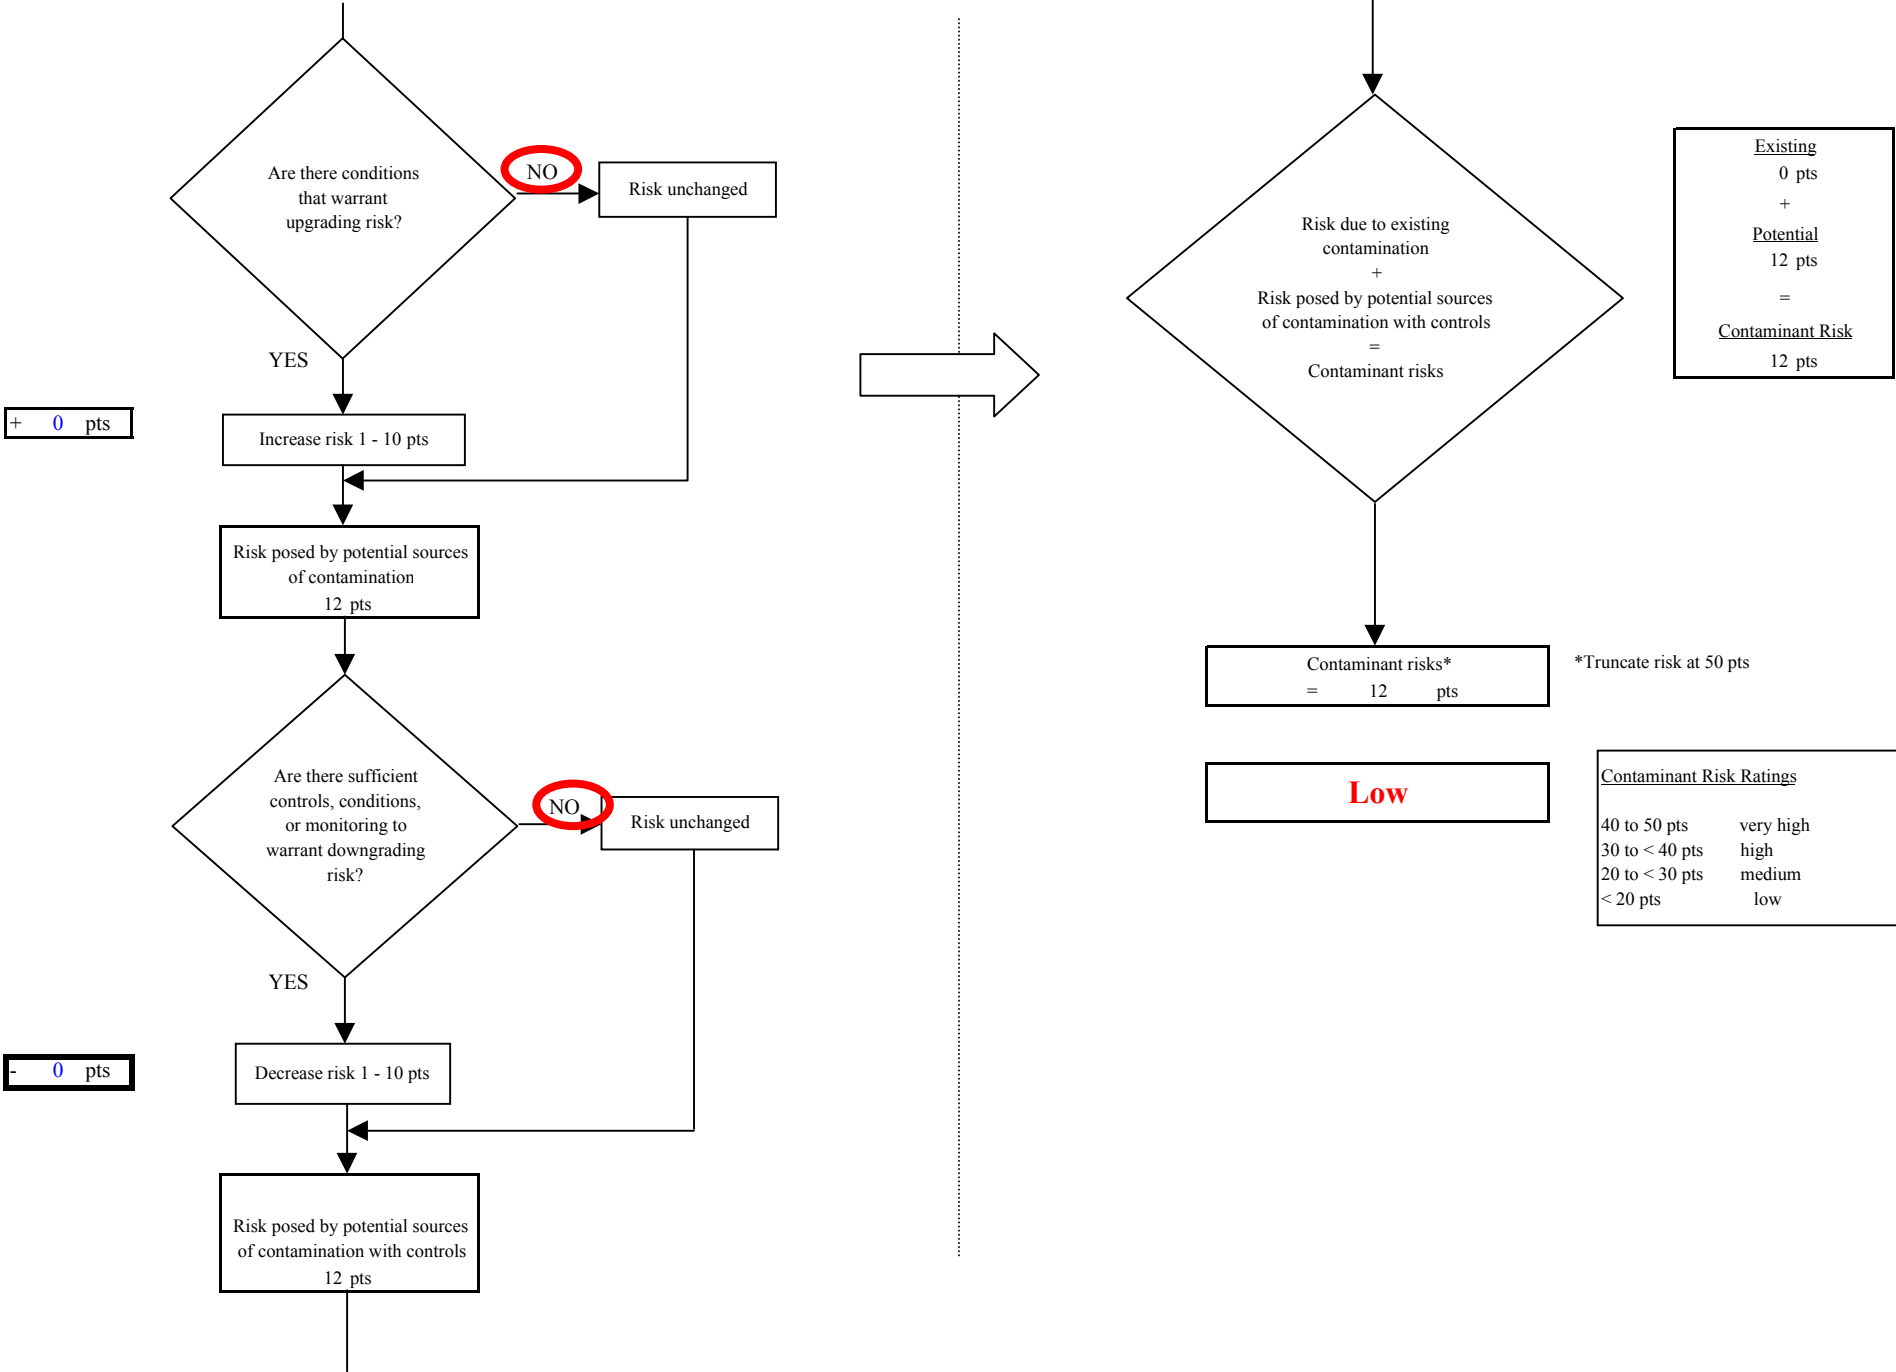 Are there conditions
that warrant
upgrading risk?
NO
Risk unchanged
YES
+ 0 pts
Increase risk 1 - 10 pts
Risk posed by potential sources
of contamination
12 pts
Are there sufficient
controls, conditions,
or monitoring to
warrant downgrading
risk?
NO
Risk unchanged
YES
- 0 pts
Decrease risk 1 - 10 pts
Risk posed by potential sources
of contamination with controls
12 pts
Risk due to existing
contamination
+
Risk posed by potential sources
of contamination with controls
=
Contaminant risks
Existing
0 pts
+
Potential
12 pts
=
Contaminant Risk
12 pts
Contaminant risks*
= 12 pts
*Truncate risk at 50 pts
Low
Contaminant Risk Ratings
40 to 50 pts very high
30 to < 40 pts high
20 to < 30 pts medium
< 20 pts low